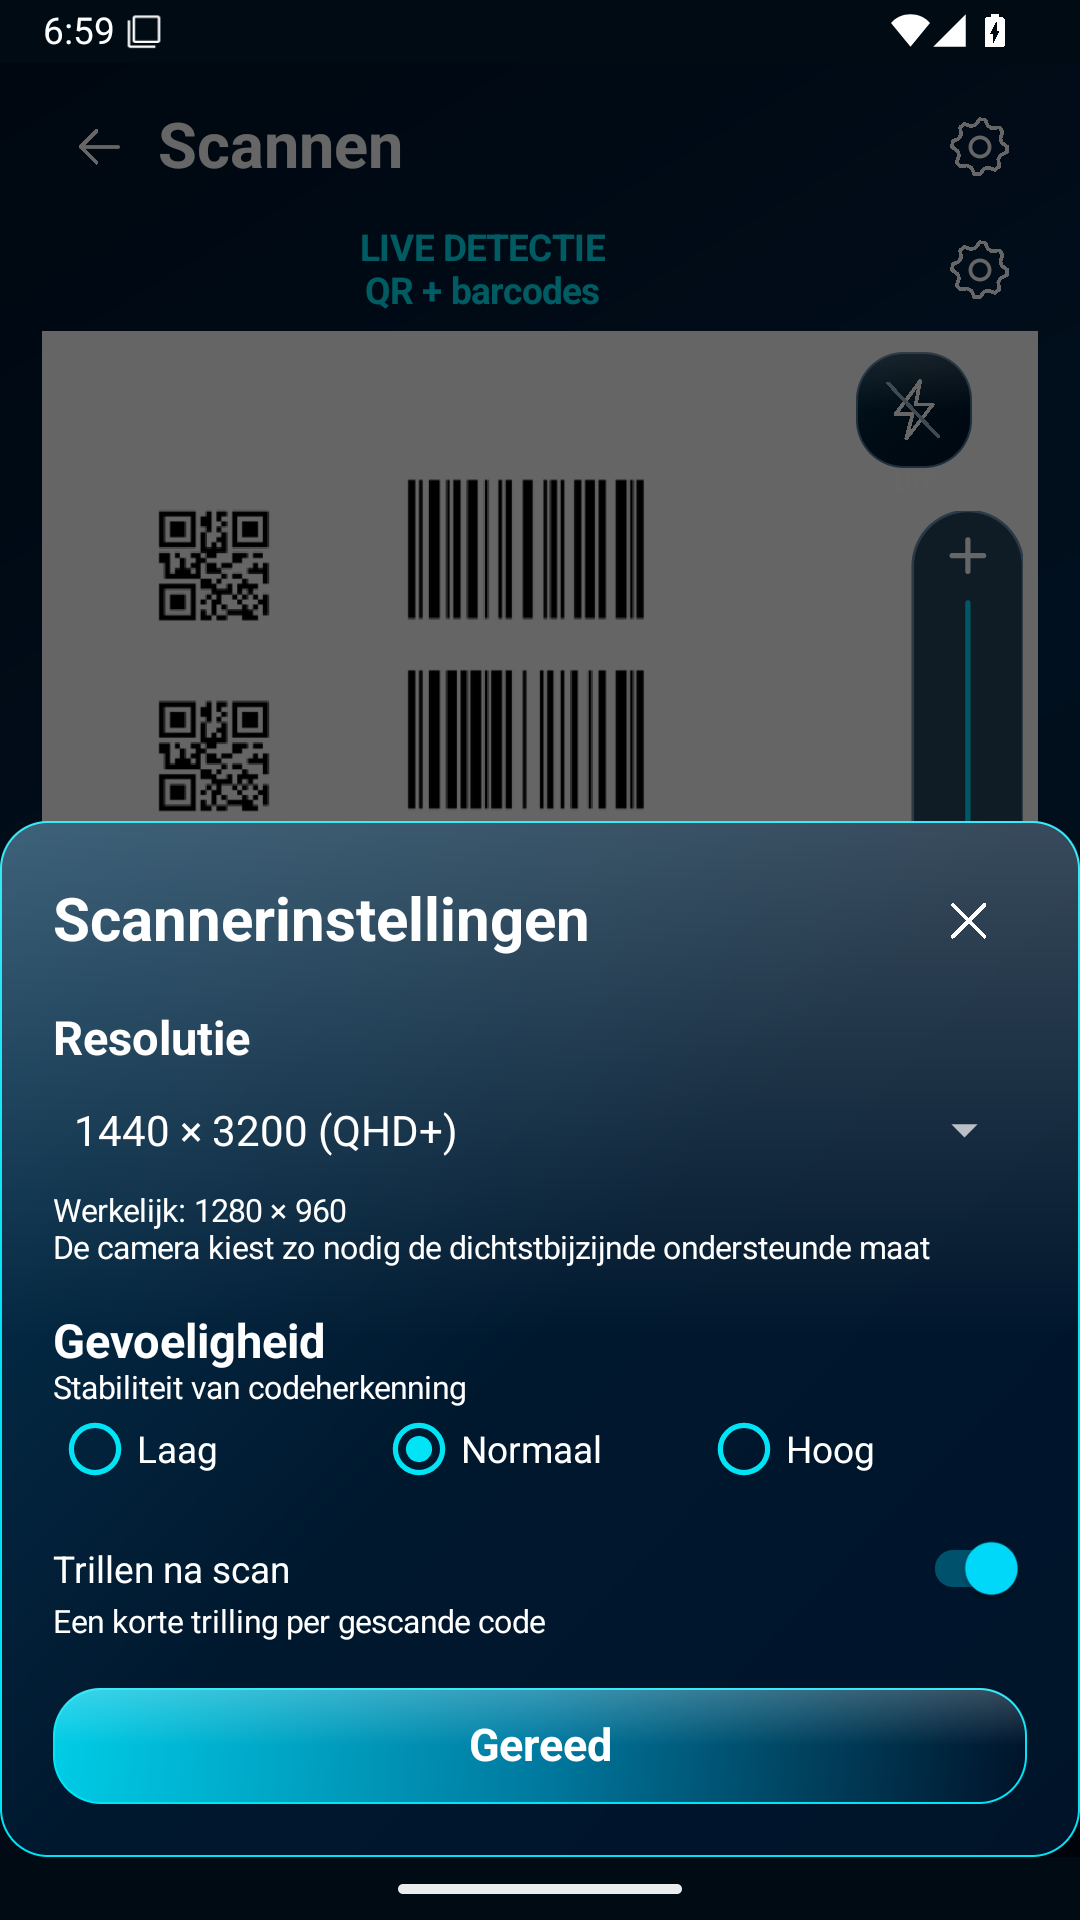 6:59
Scannen
LIVE DETECTIE
QR + barcodes
Scannerinstellingen
Resolutie
1440 × 3200 (QHD+)
Werkelijk: 1280 × 960
De camera kiest zo nodig de dichtstbijzijnde ondersteunde maat
Gevoeligheid
Stabiliteit van codeherkenning
Laag
Normaal
Hoog
Trillen na scan
Een korte trilling per gescande code
Gereed